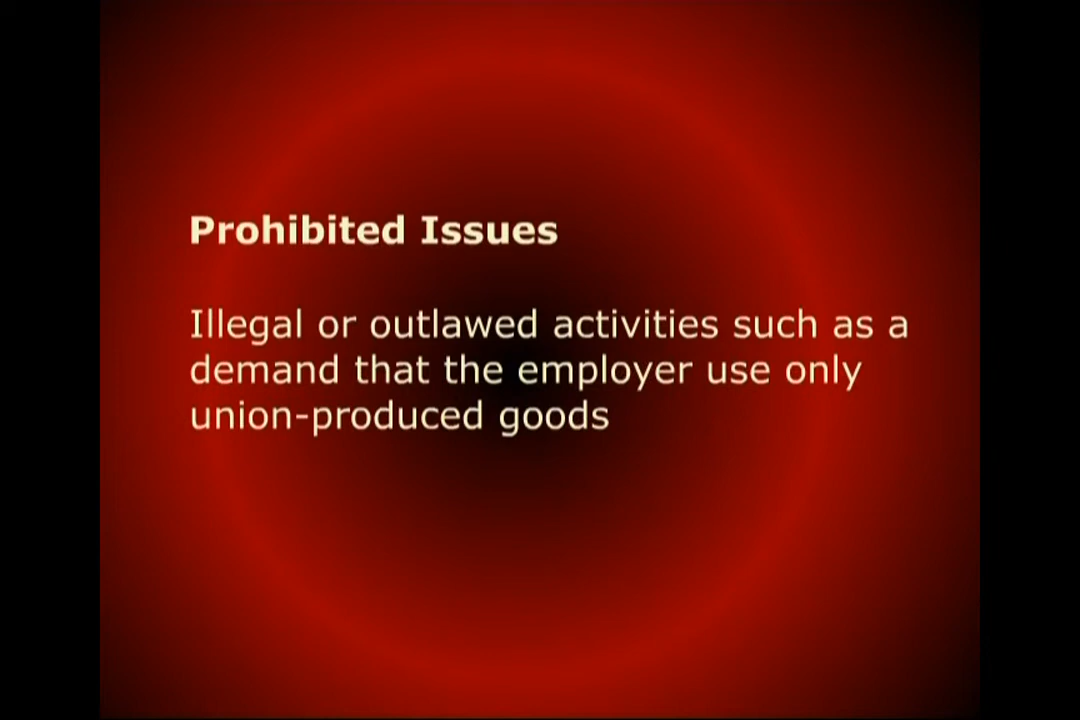 Prohibited Issues
Illegal or outlawed activities such as a
demand that the employer use only
union-produced goods